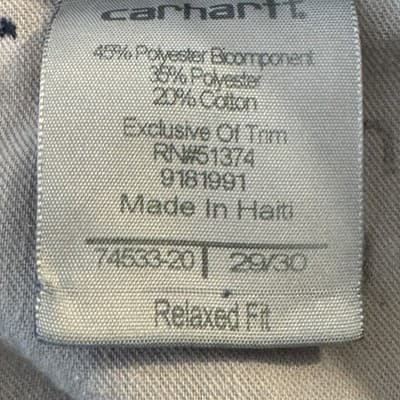 carhartt.
45% Polyester Bicomponent
35% Polyester
20% Cotton
Exclusive Of Trim
RN#51374
9181991
Made In Haiti
74533-20 | 29/30
Relaxed Fit